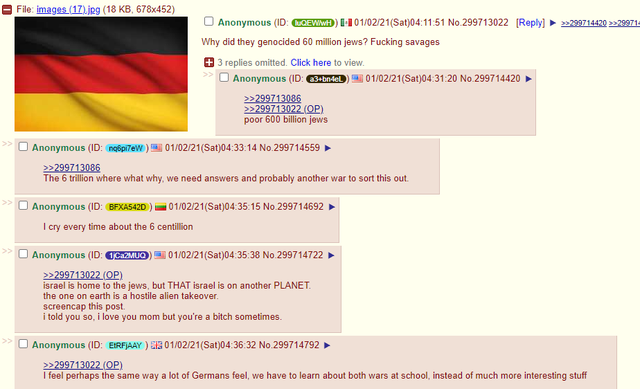 File: images (17).jpg (18 KB, 678x452)
Anonymous (ID: luQEW/wH) 01/02/21(Sat)04:11:51 No.299713022 [Reply] ▶ >>299714420
Why did they genocided 60 million jews? Fucking savages
3 replies omitted. Click here to view.
>> Anonymous (ID: a3+bn4eL) 01/02/21(Sat)04:31:20 No.299714420 ▶
>>299713086
>>299713022 (OP)
poor 600 billion jews
>> Anonymous (ID: nq6pi7eW) 01/02/21(Sat)04:33:14 No.299714559 ▶
>>299713086
The 6 trillion where what why, we need answers and probably another war to sort this out.
>> Anonymous (ID: BFXA542D) 01/02/21(Sat)04:35:15 No.299714692 ▶
I cry every time about the 6 centillion
>> Anonymous (ID: 1jCa2MUQ) 01/02/21(Sat)04:35:38 No.299714722 ▶
>>299713022 (OP)
israel is home to the jews, but THAT israel is on another PLANET.
the one on earth is a hostile alien takeover.
screencap this post.
i told you so, i love you mom but you're a bitch sometimes.
>> Anonymous (ID: EtRFjAAY) 01/02/21(Sat)04:36:32 No.299714792 ▶
>>299713022 (OP)
I feel perhaps the same way a lot of Germans feel, we have to learn about both wars at school, instead of much more interesting stuff